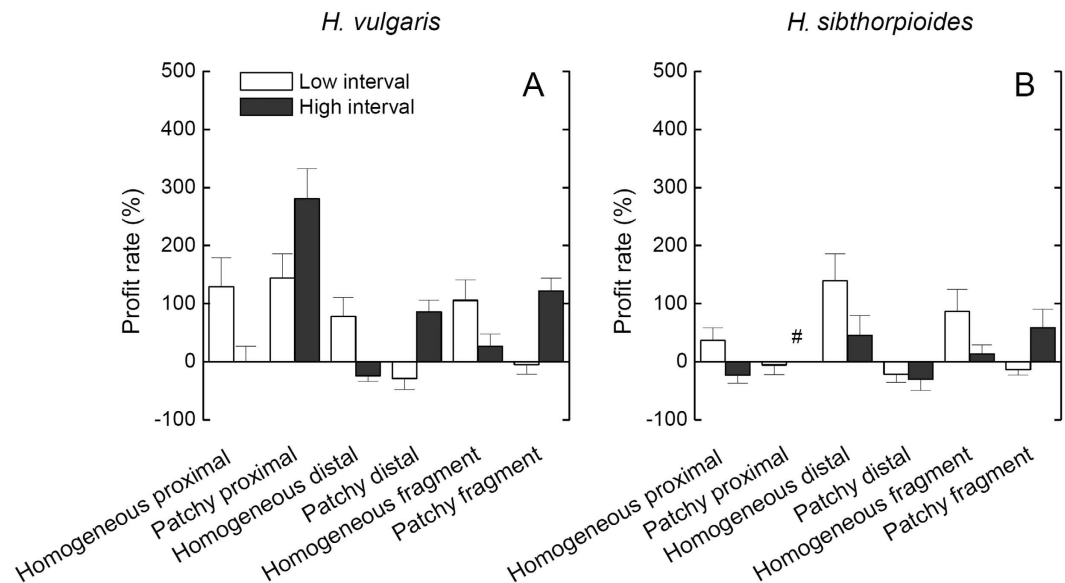 H. vulgaris
H. sibthorpioides
Profit rate (%)
500
400
300
200
100
0
-100
Low interval
High interval
A
Homogeneous proximal
Patchy proximal
Homogeneous distal
Patchy distal
Homogeneous fragment
Patchy fragment
Profit rate (%)
500
400
300
200
100
0
-100
B
#
Homogeneous proximal
Patchy proximal
Homogeneous distal
Patchy distal
Homogeneous fragment
Patchy fragment